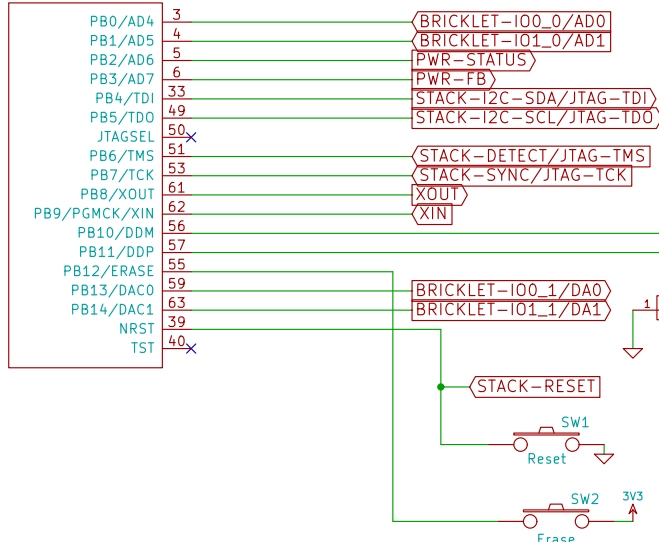 PB0/AD4 3 BRICKLET-IO0_0/AD0
PB1/AD5 4 BRICKLET-IO1_0/AD1
PB2/AD6 5 PWR-STATUS
PB3/AD7 6 PWR-FB
PB4/TDI 33 STACK-I2C-SDA/JTAG-TDI
PB5/TDO 49 STACK-I2C-SCL/JTAG-TDO
JTAGSEL 50
PB6/TMS 51 STACK-DETECT/JTAG-TMS
PB7/TCK 53 STACK-SYNC/JTAG-TCK
PB8/XOUT 61 XOUT
PB9/PGMCK/XIN 62 XIN
PB10/DDM 56
PB11/DDP 57
PB12/ERASE 55
PB13/DAC0 59 BRICKLET-IO0_1/DA0
PB14/DAC1 63 BRICKLET-IO1_1/DA1
1
NRST 39
TST 40
STACK-RESET
SW1
Reset
SW2
3V3
Erase